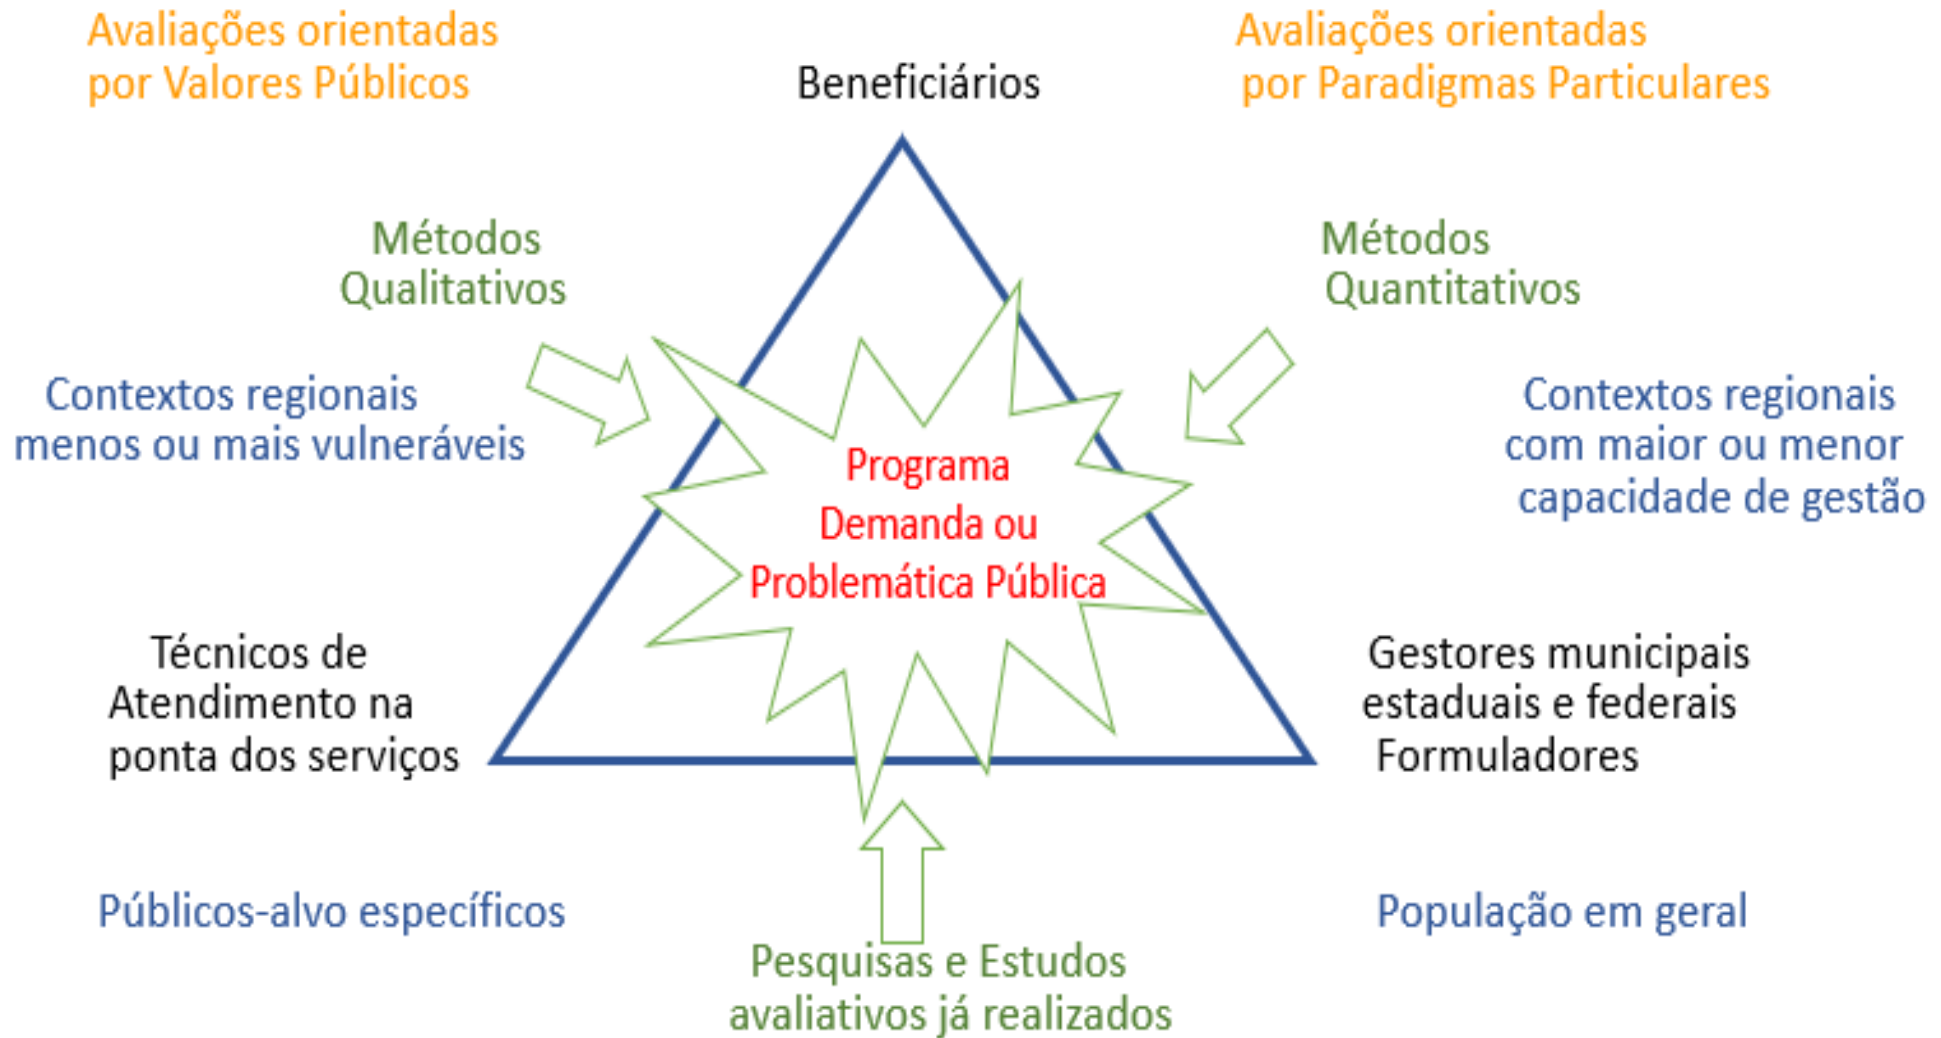 Avaliações orientadas
por Valores Públicos
Beneficiários
Avaliações orientadas
por Paradigmas Particulares
Métodos
Qualitativos
Métodos
Quantitativos
Contextos regionais
menos ou mais vulneráveis
Contextos regionais
com maior ou menor
capacidade de gestão
Programa
Demanda ou
Problemática Pública
Técnicos de
Atendimento na
ponta dos serviços
Gestores municipais
estaduais e federais
Formuladores
Públicos-alvo específicos
População em geral
Pesquisas e Estudos
avaliativos já realizados